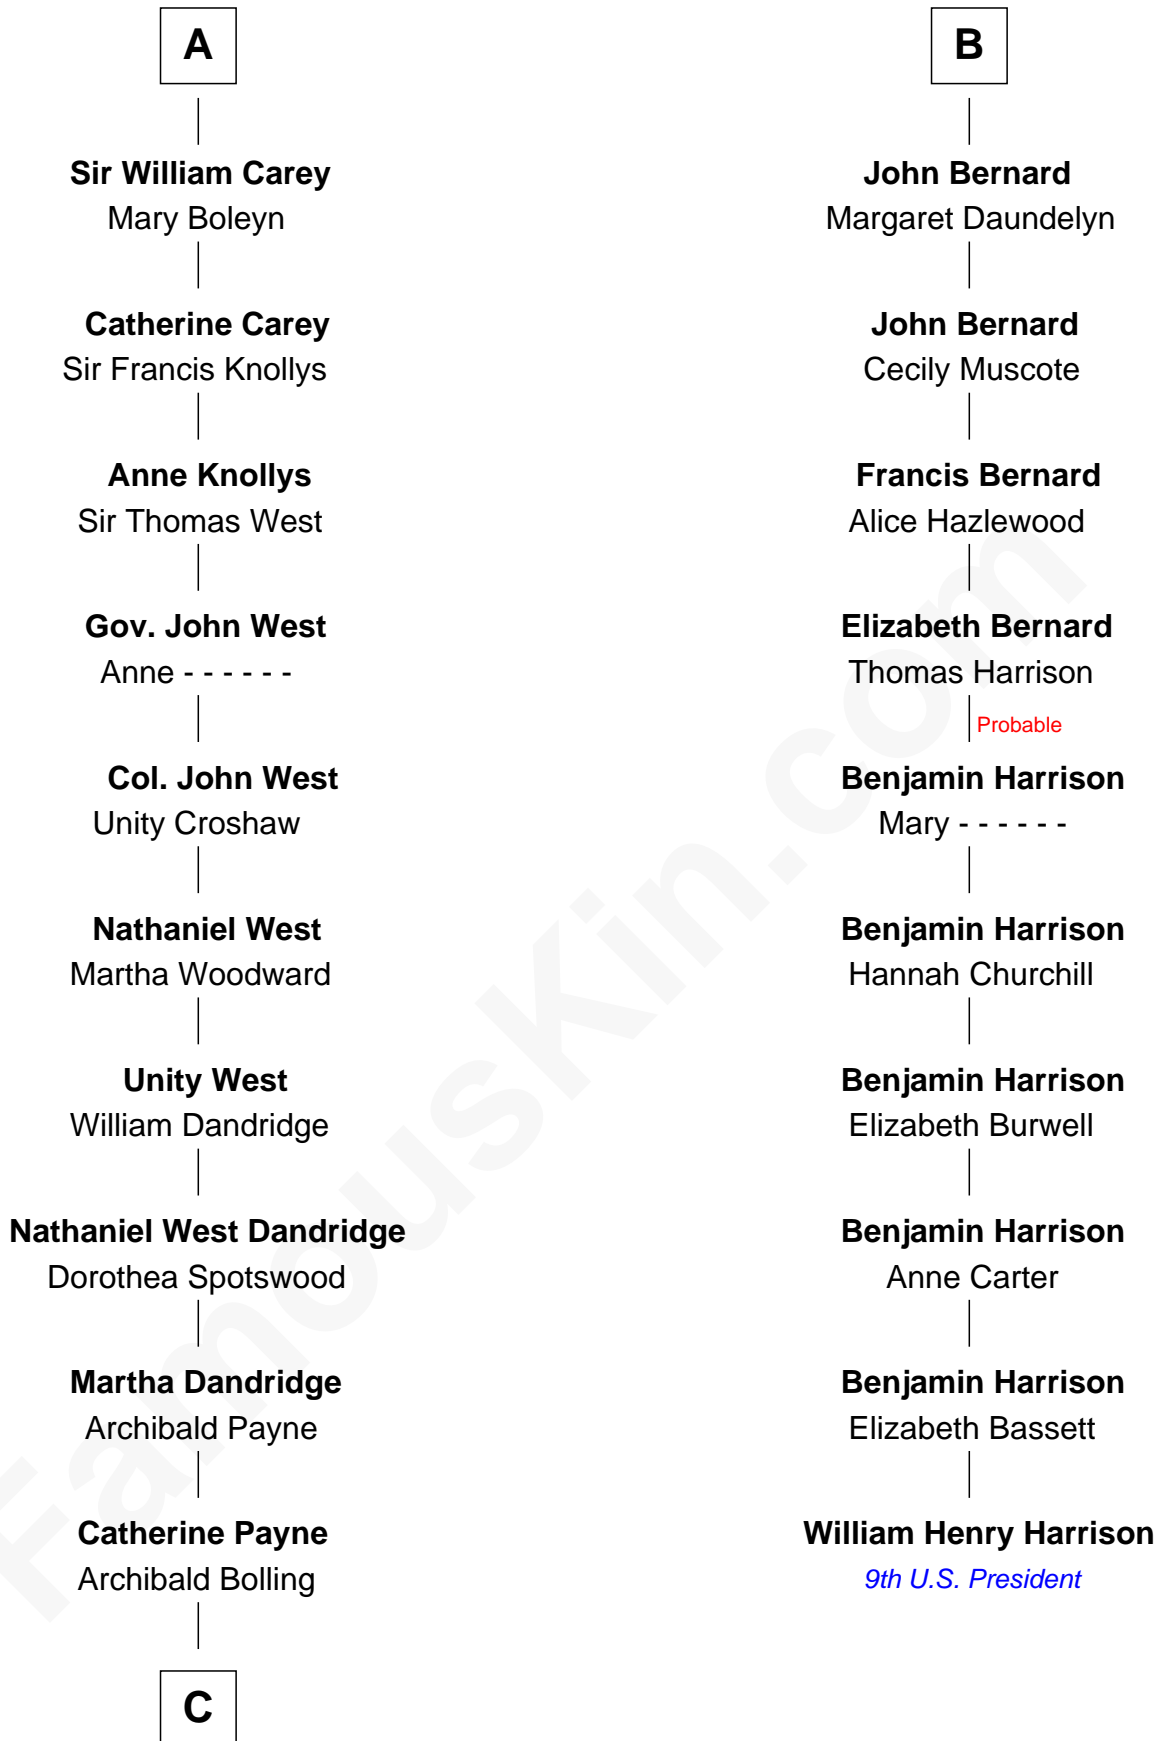 A
Sir William Carey
Mary Boleyn
Catherine Carey
Sir Francis Knollys
Anne Knollys
Sir Thomas West
Gov. John West
Anne - - - - - -
Col. John West
Unity Croshaw
Nathaniel West
Martha Woodward
Unity West
William Dandridge
Nathaniel West Dandridge
Dorothea Spotswood
Martha Dandridge
Archibald Payne
Catherine Payne
Archibald Bolling
C
B
John Bernard
Margaret Daundelyn
John Bernard
Cecily Muscote
Francis Bernard
Alice Hazlewood
Elizabeth Bernard
Thomas Harrison
Probable
Benjamin Harrison
Mary - - - - - -
Benjamin Harrison
Hannah Churchill
Benjamin Harrison
Elizabeth Burwell
Benjamin Harrison
Anne Carter
Benjamin Harrison
Elizabeth Bassett
William Henry Harrison
9th U.S. President
FamousKin.com